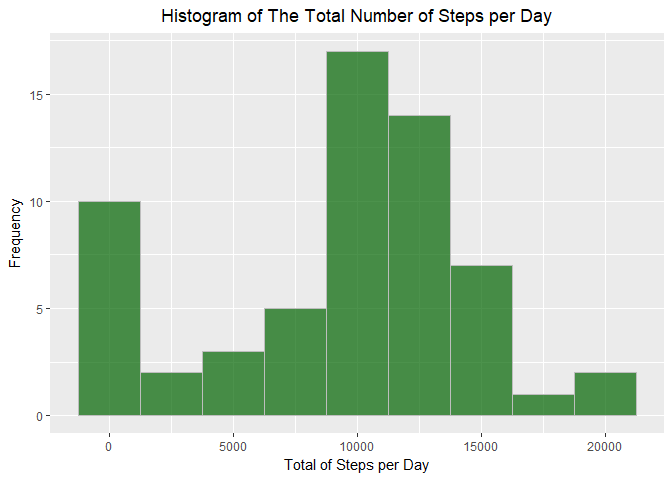 Histogram of The Total Number of Steps per Day
Frequency
15
10
5
0
0 5000 10000 15000 20000
Total of Steps per Day